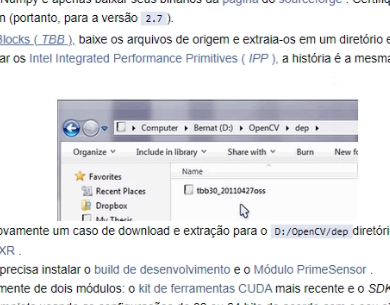 Numpy e apenas baixar seus binários da página do sourceforge . Certifiq
n (portanto, para a versão 2.7 ).
Blocks ( TBB ), baixe os arquivos de origem e extraia-os em um diretório e
ar os Intel Integrated Performance Primitives ( IPP ), a história é a mesma
Computer Bernat (D:) OpenCV dep
Organize Include in library Share with Burn New fo
Favorites
Name
Recent Places
tbb30_20110427oss
Dropbox
My Thesis
ovamente um caso de download e extração para o D:/OpenCV/dep diretório
XR .
precisa instalar o build de desenvolvimento e o Módulo PrimeSensor .
mente de dois módulos: o kit de ferramentas CUDA mais recente e o SD